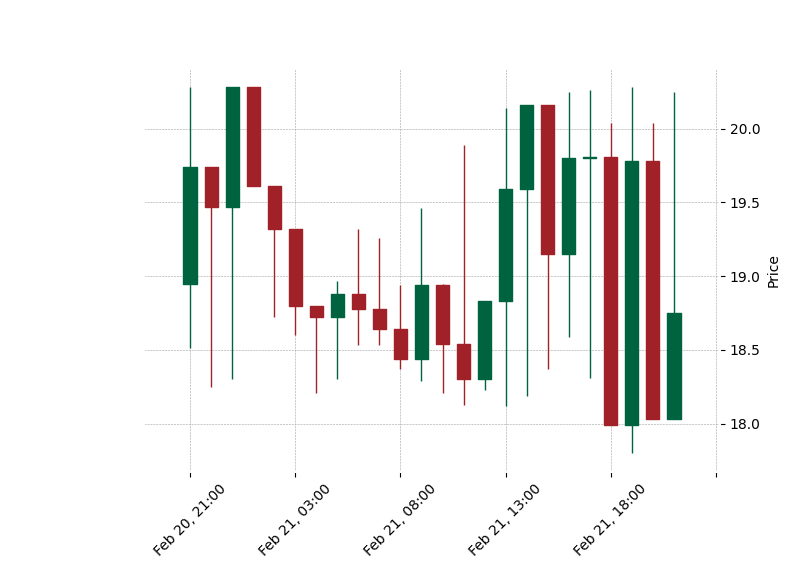 20.0
19.5
19.0
18.5
18.0
Price
Feb 20, 21:00
Feb 21, 03:00
Feb 21, 08:00
Feb 21, 13:00
Feb 21, 18:00